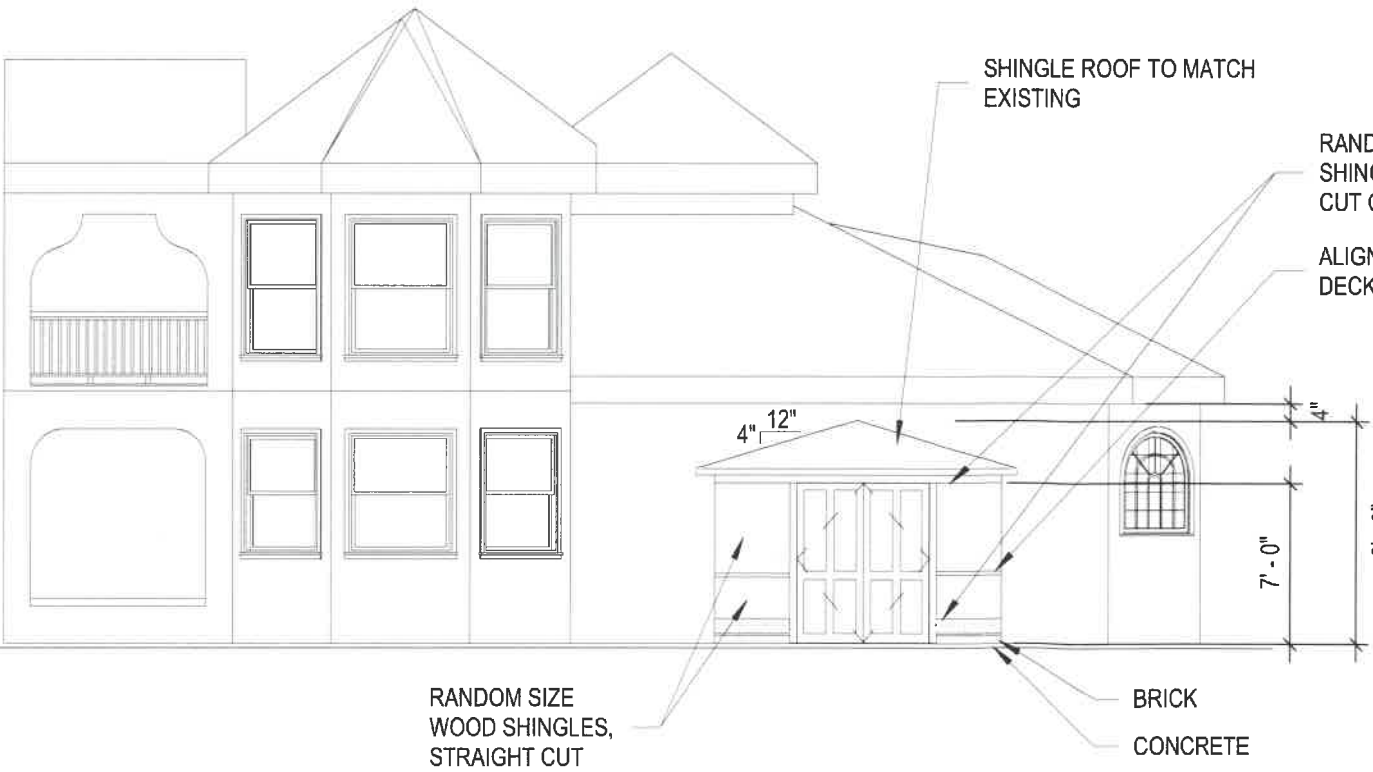 SHINGLE ROOF TO MATCH
EXISTING
RAND
SHING
CUT
ALIGN
DECK
12"
4"
4"
7' - 0"
RANDOM SIZE
WOOD SHINGLES,
STRAIGHT CUT
BRICK
CONCRETE